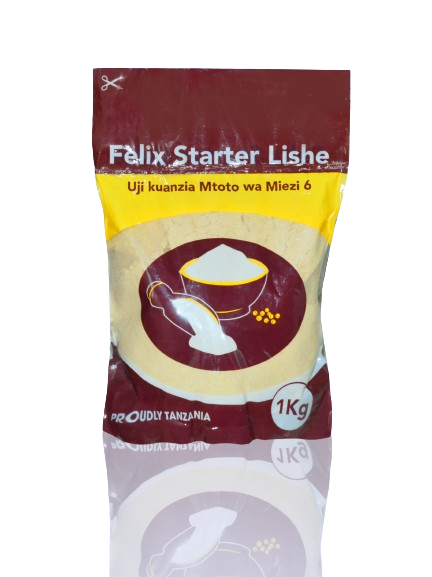 Felix Starter Lishe
Uji kuanzia Mtoto wa Miezi 6
1Kg
PROUDLY TANZANIA